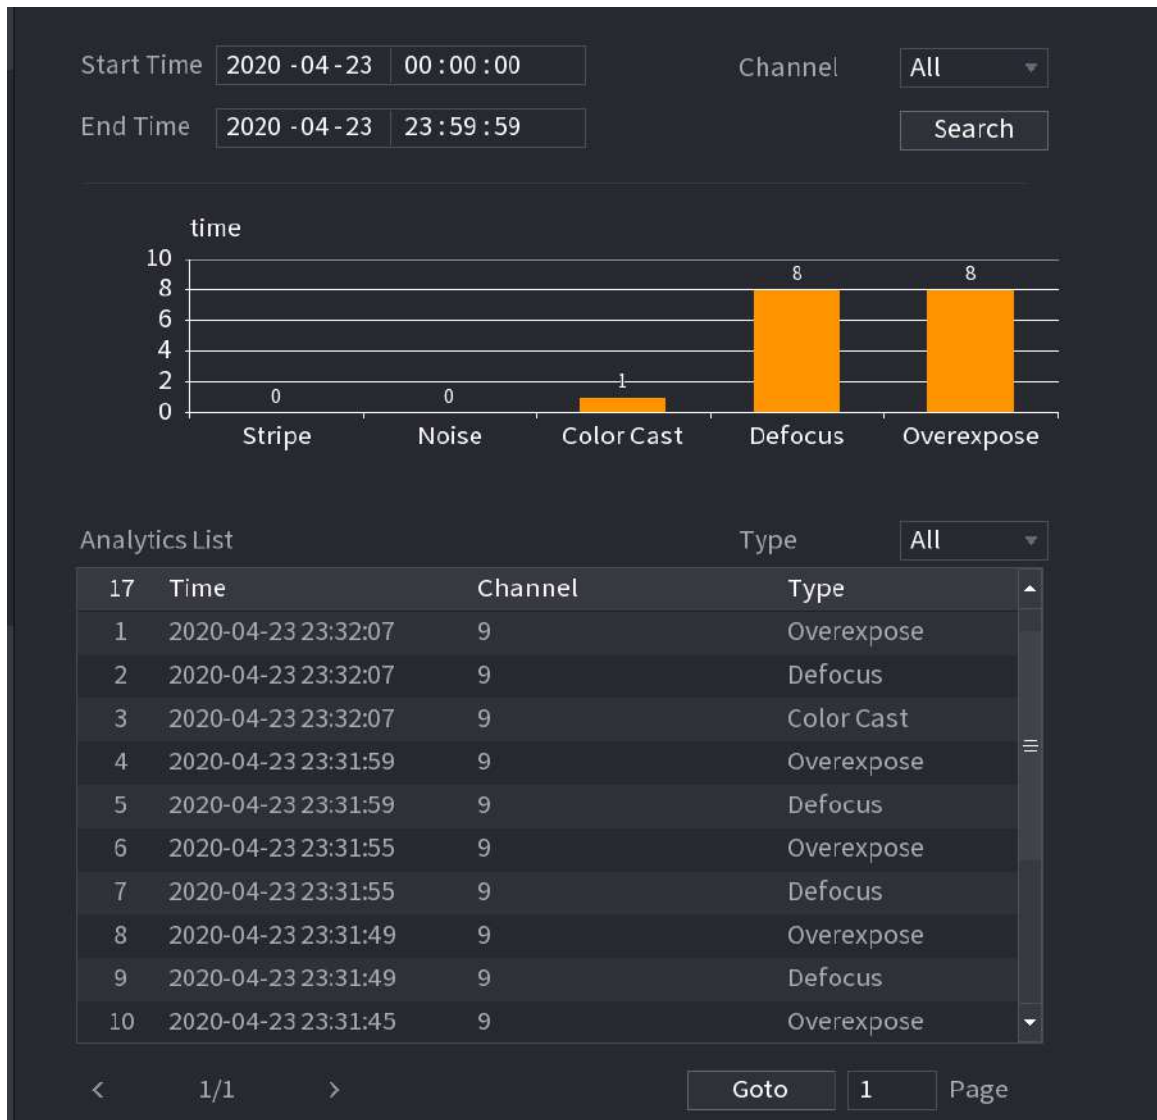 Start Time 2020 -04 -23 00:00:00 Channel All
End Time 2020 -04 -23 23:59:59 Search
time
10
8
6
4
2
0
0 0 1 8 8
Stripe Noise Color Cast Defocus Overexpose
Analytics List Type All
17 Time Channel Type
1 2020-04-23 23:32:07 9 Overexpose
2 2020-04-23 23:32:07 9 Defocus
3 2020-04-23 23:32:07 9 Color Cast
4 2020-04-23 23:31:59 9 Overexpose
5 2020-04-23 23:31:59 9 Defocus
6 2020-04-23 23:31:55 9 Overexpose
7 2020-04-23 23:31:55 9 Defocus
8 2020-04-23 23:31:49 9 Overexpose
9 2020-04-23 23:31:49 9 Defocus
10 2020-04-23 23:31:45 9 Overexpose
< 1/1 > Goto 1 Page